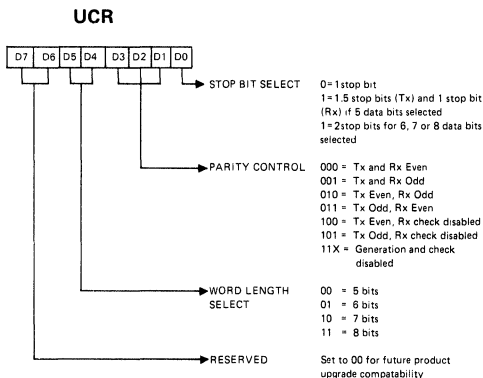 UCR
D7 D6 D5 D4 D3 D2 D1 D0
STOP BIT SELECT 0=1stop bit
1=1.5 stop bits (Tx) and 1 stop bit
(Rx) if 5 data bits selected
1=2stop bits for 6, 7 or 8 data bits
selected
PARITY CONTROL 000 = Tx and Rx Even
001 = Tx and Rx Odd
010 = Tx Even, Rx Odd
011 = Tx Odd, Rx Even
100 = Tx Even, Rx check disabled
101 = Tx Odd, Rx check disabled
11X = Generation and check
disabled
WORD LENGTH 00 = 5 bits
SELECT 01 = 6 bits
10 = 7 bits
11 = 8 bits
RESERVED Set to 00 for future product
upgrade compatability